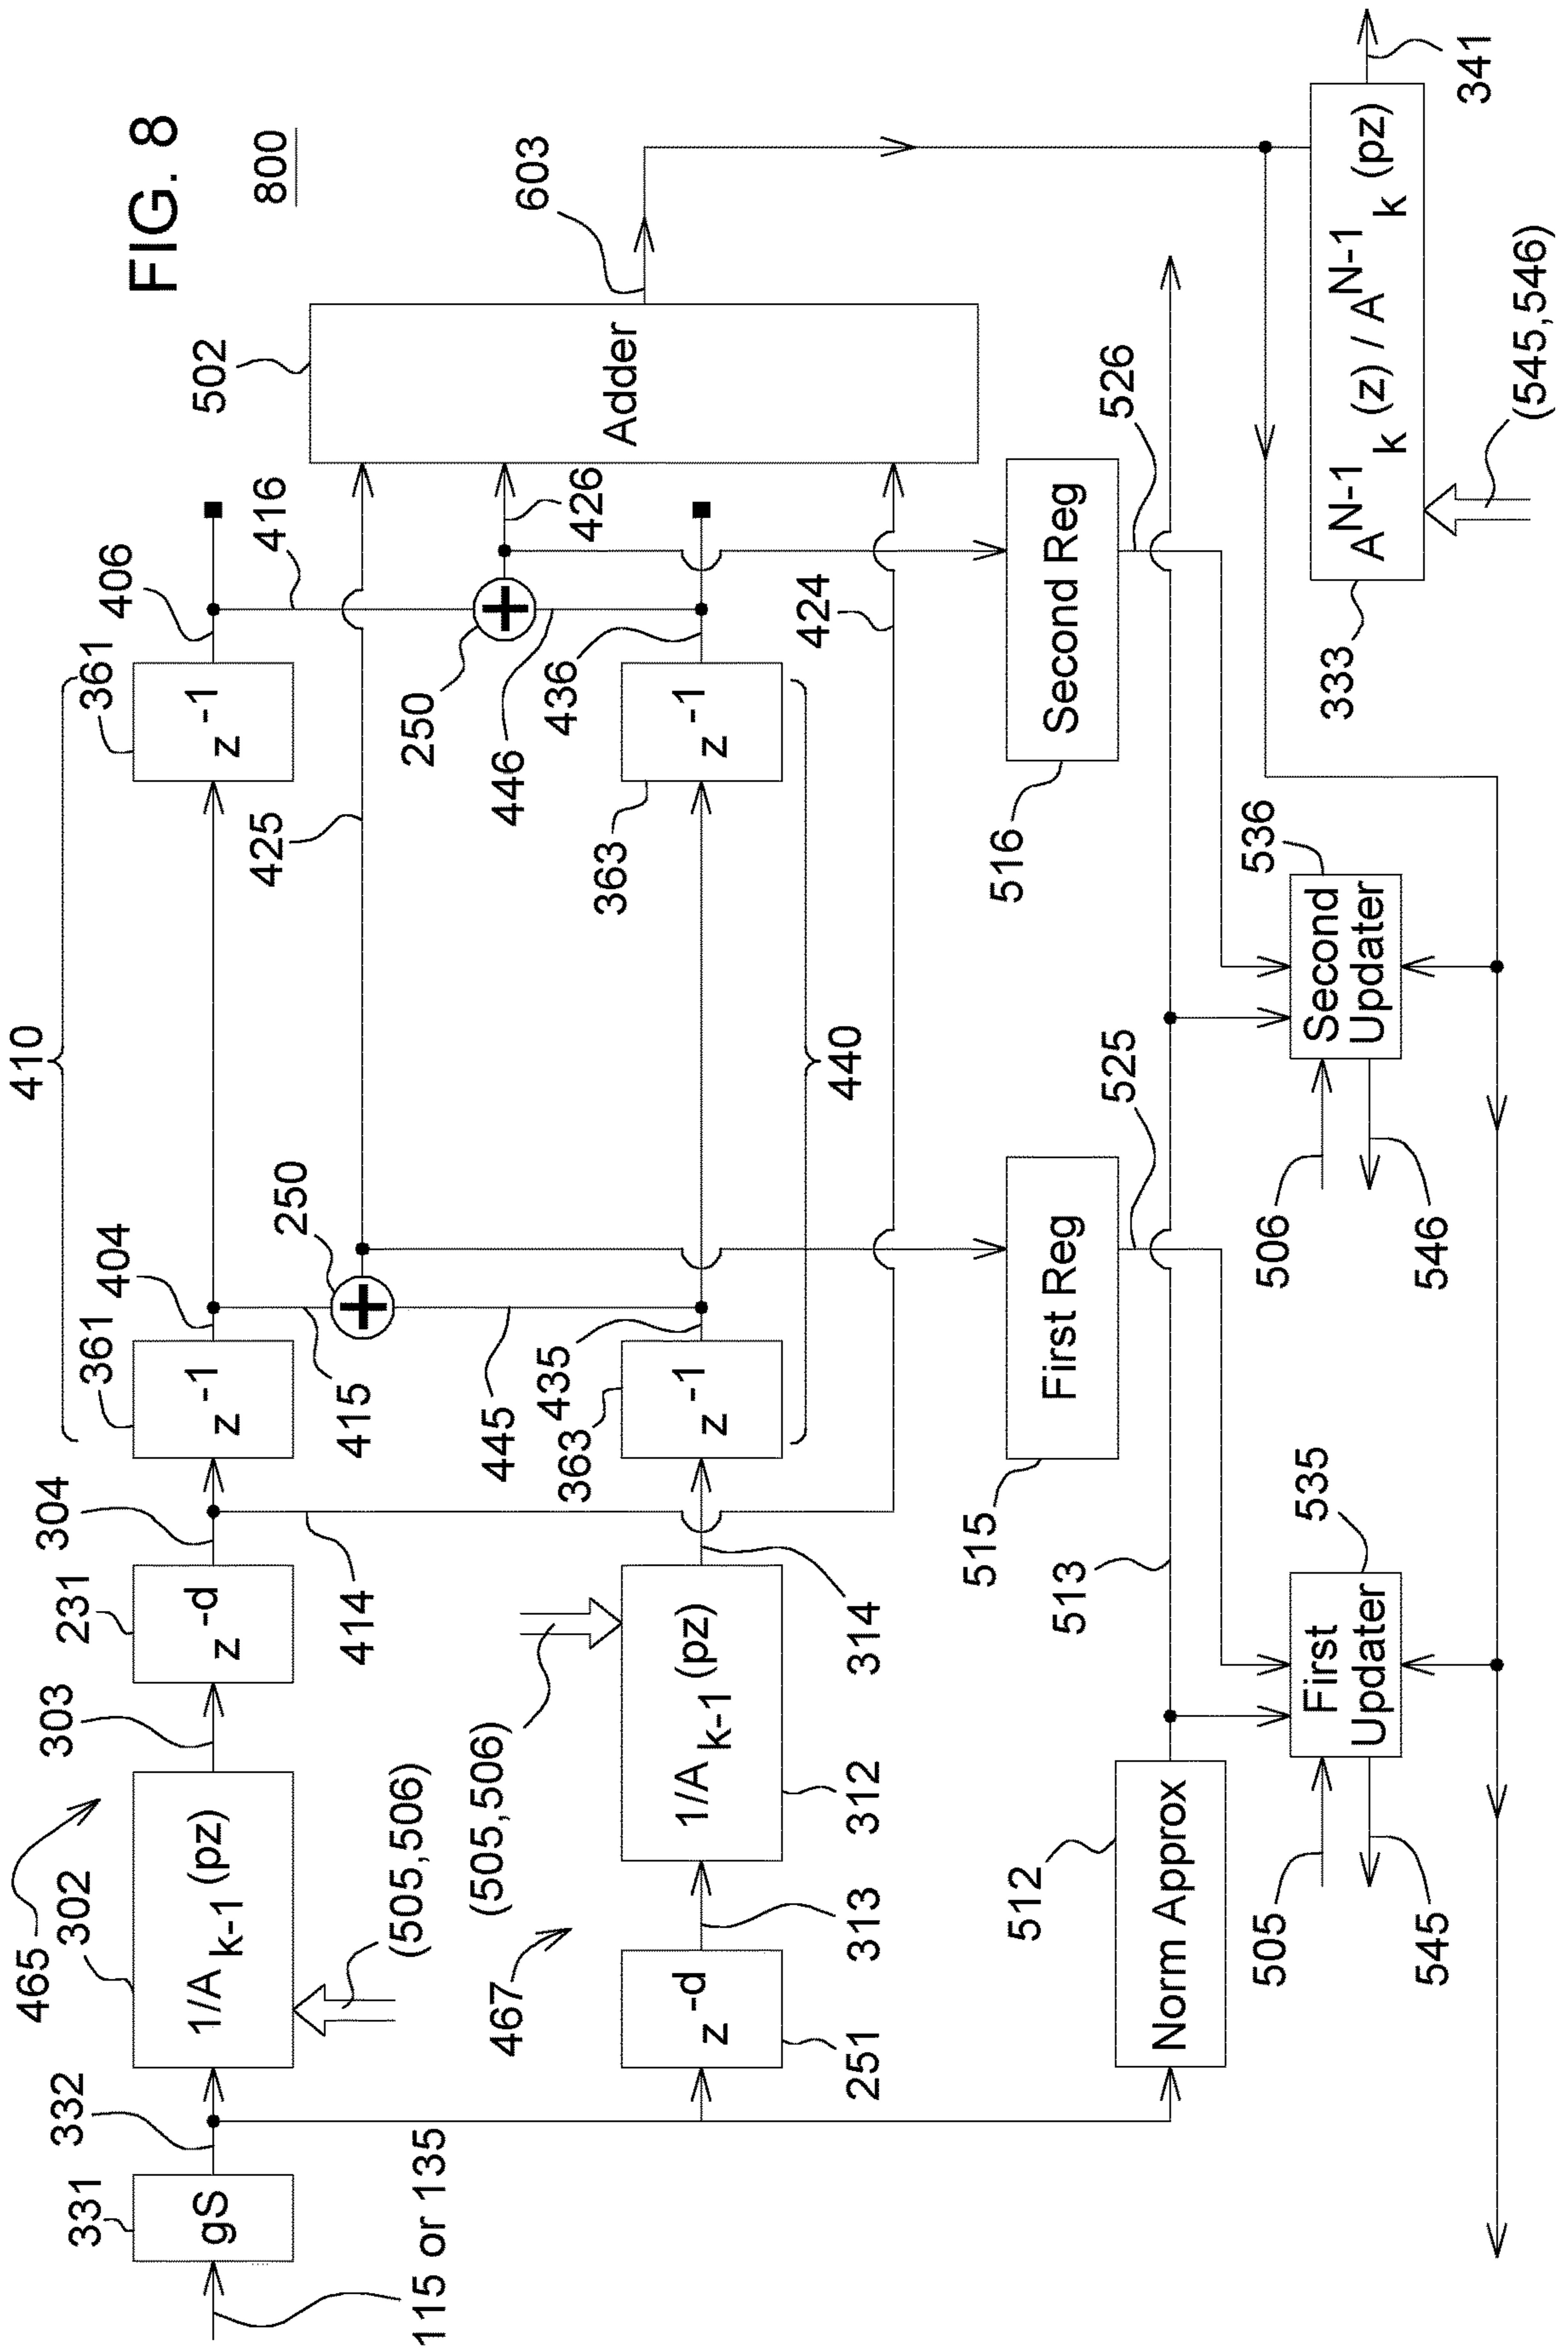 FIG. 8
800
465
302
331
332
gS
115 or 135
1/A k-1 (pz)
(505,506)
303
231
z -d
304
414
410
361
z -1
404
415
250
425
361
z -1
406
416
250
446
426
436
502
Adder
603
467
251
z -d
313
312
1/A k-1 (pz)
(505,506)
314
363
z -1
435
445
440
363
z -1
424
515
First Reg
525
516
Second Reg
526
512
Norm Approx
513
505
545
First
Updater
535
506
546
Second
Updater
536
333
A N-1 k (z) / A N-1 k (pz)
(545,546)
341